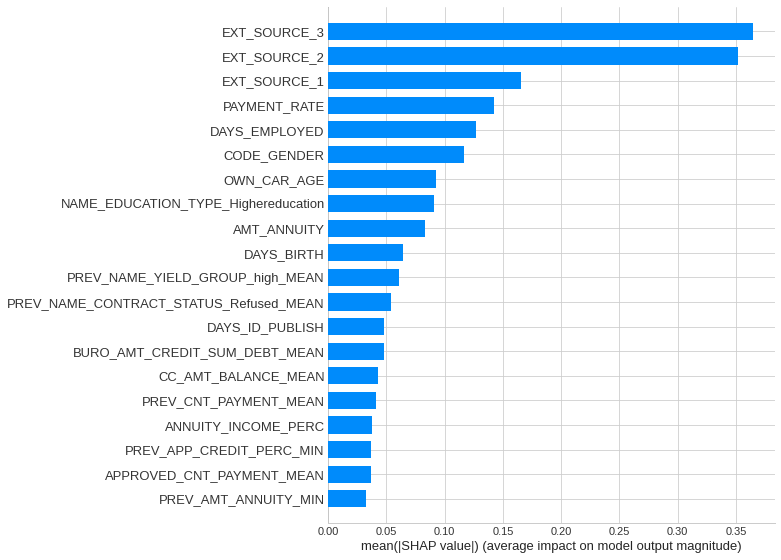 EXT_SOURCE_3
EXT_SOURCE_2
EXT_SOURCE_1
PAYMENT_RATE
DAYS_EMPLOYED
CODE_GENDER
OWN_CAR_AGE
NAME_EDUCATION_TYPE_Highereducation
AMT_ANNUITY
DAYS_BIRTH
PREV_NAME_YIELD_GROUP_high_MEAN
PREV_NAME_CONTRACT_STATUS_Refused_MEAN
DAYS_ID_PUBLISH
BURO_AMT_CREDIT_SUM_DEBT_MEAN
CC_AMT_BALANCE_MEAN
PREV_CNT_PAYMENT_MEAN
ANNUITY_INCOME_PERC
PREV_APP_CREDIT_PERC_MIN
APPROVED_CNT_PAYMENT_MEAN
PREV_AMT_ANNUITY_MIN
0.00 0.05 0.10 0.15 0.20 0.25 0.30 0.35
mean(|SHAP value|) (average impact on model output magnitude)